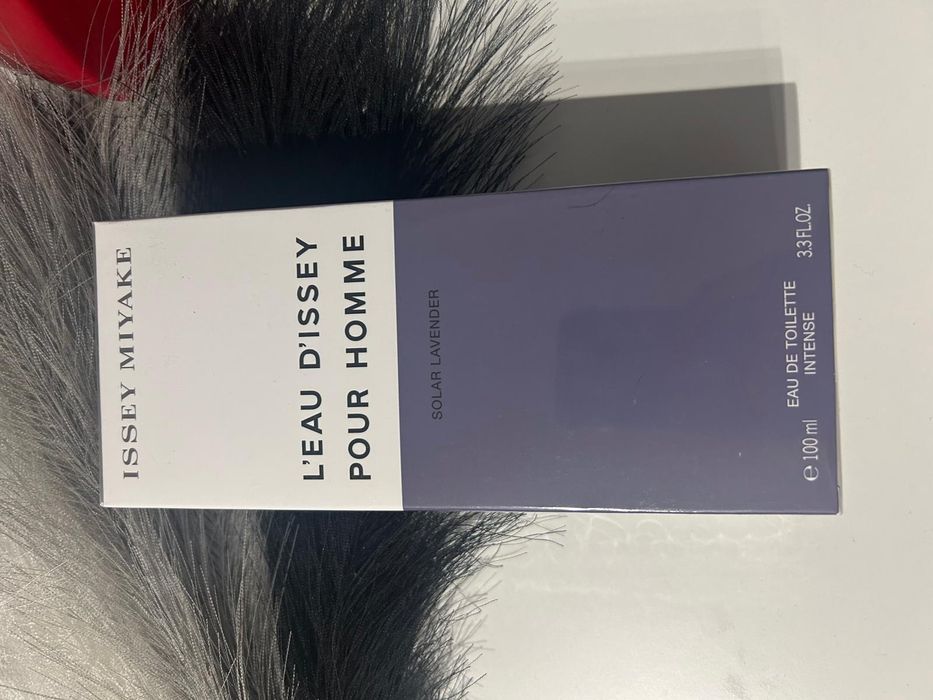 ISSEY MIYAKE
L'EAU D'ISSEY
POUR HOMME
SOLAR LAVENDER
EAU DE TOILETTE
INTENSE
℮ 100 ml
3.3 FL.OZ.